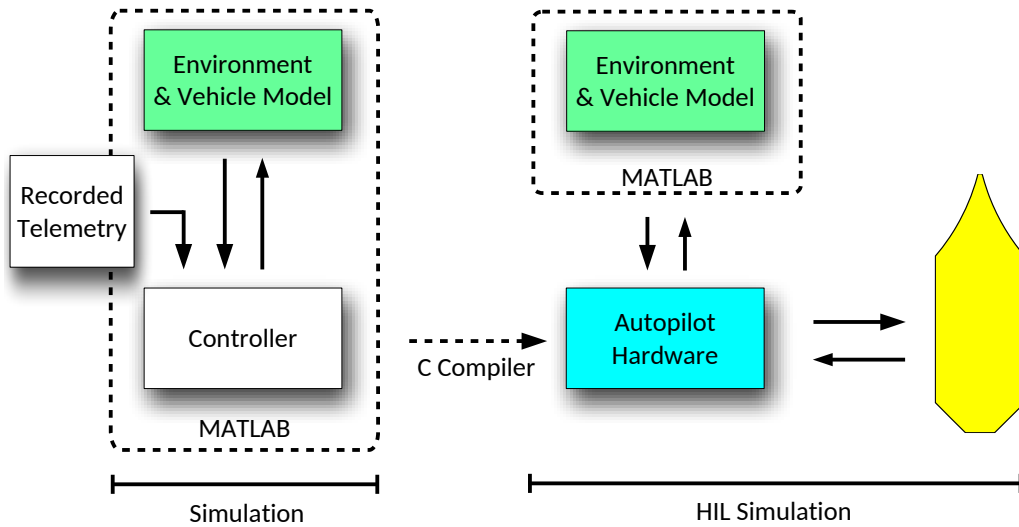 Environment
& Vehicle Model
Recorded
Telemetry
Controller
MATLAB
Simulation
C Compiler
Environment
& Vehicle Model
MATLAB
Autopilot
Hardware
HIL Simulation